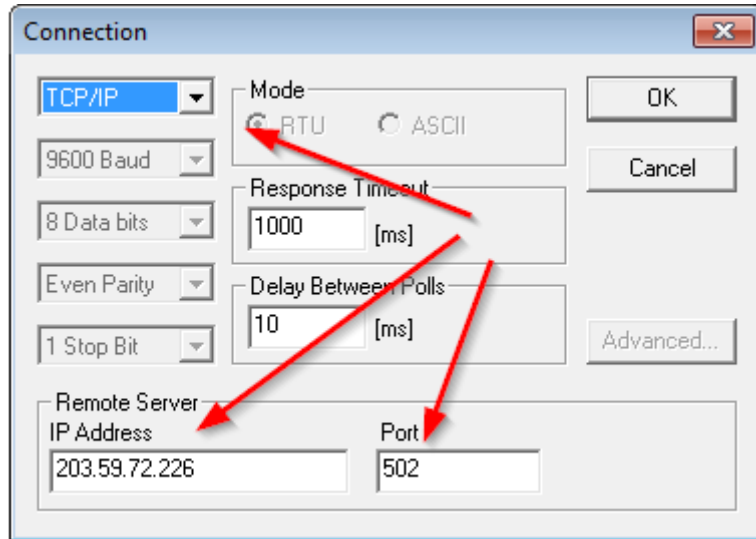 Connection
TCP/IP
Mode
RTU ASCII
OK
9600 Baud
Cancel
Response Timeout
8 Data bits
1000 [ms]
Even Parity
Delay Between Polls
10 [ms]
1 Stop Bit
Advanced...
Remote Server
IP Address Port
203.59.72.226 502